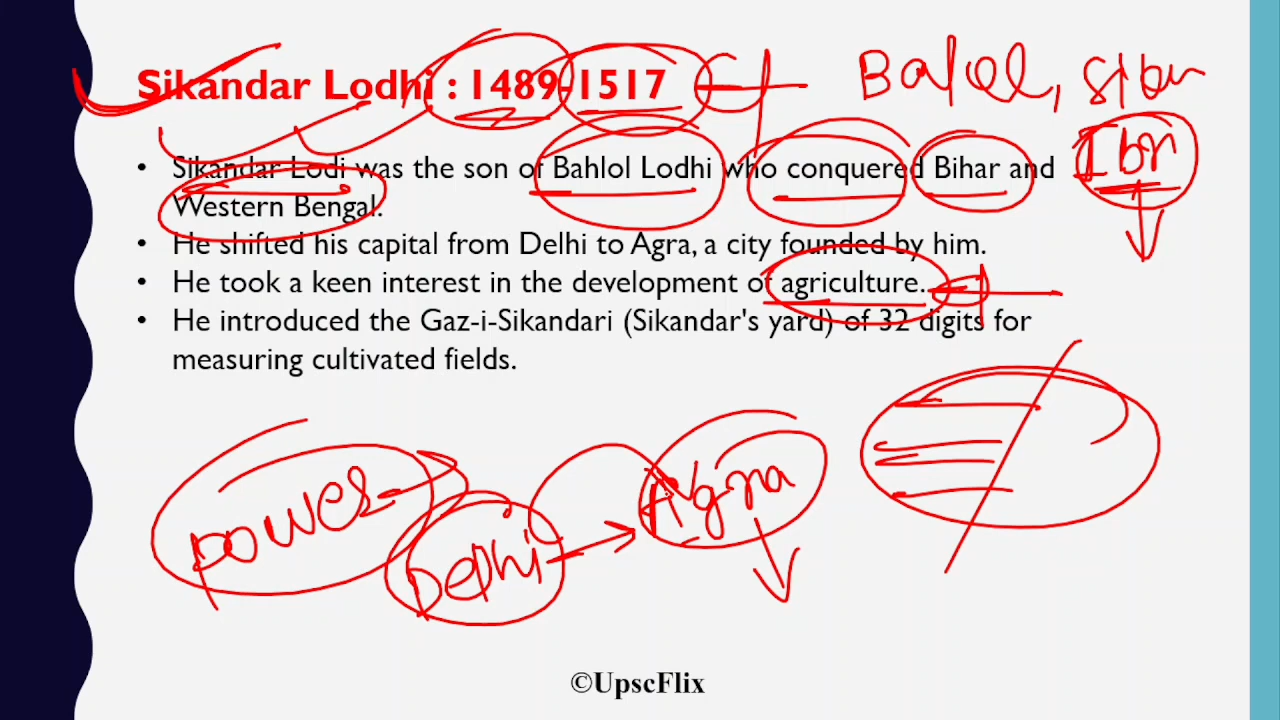 Sikandar Lodhi : 1489-1517
Balol, Sikn
Ibr
• Sikandar Lodi was the son of Bahlol Lodhi who conquered Bihar and
Western Bengal.
• He shifted his capital from Delhi to Agra, a city founded by him.
• He took a keen interest in the development of agriculture.
• He introduced the Gaz-i-Sikandari (Sikandar's yard) of 32 digits for
measuring cultivated fields.
power
Delhi
Agra
©UpscFlix